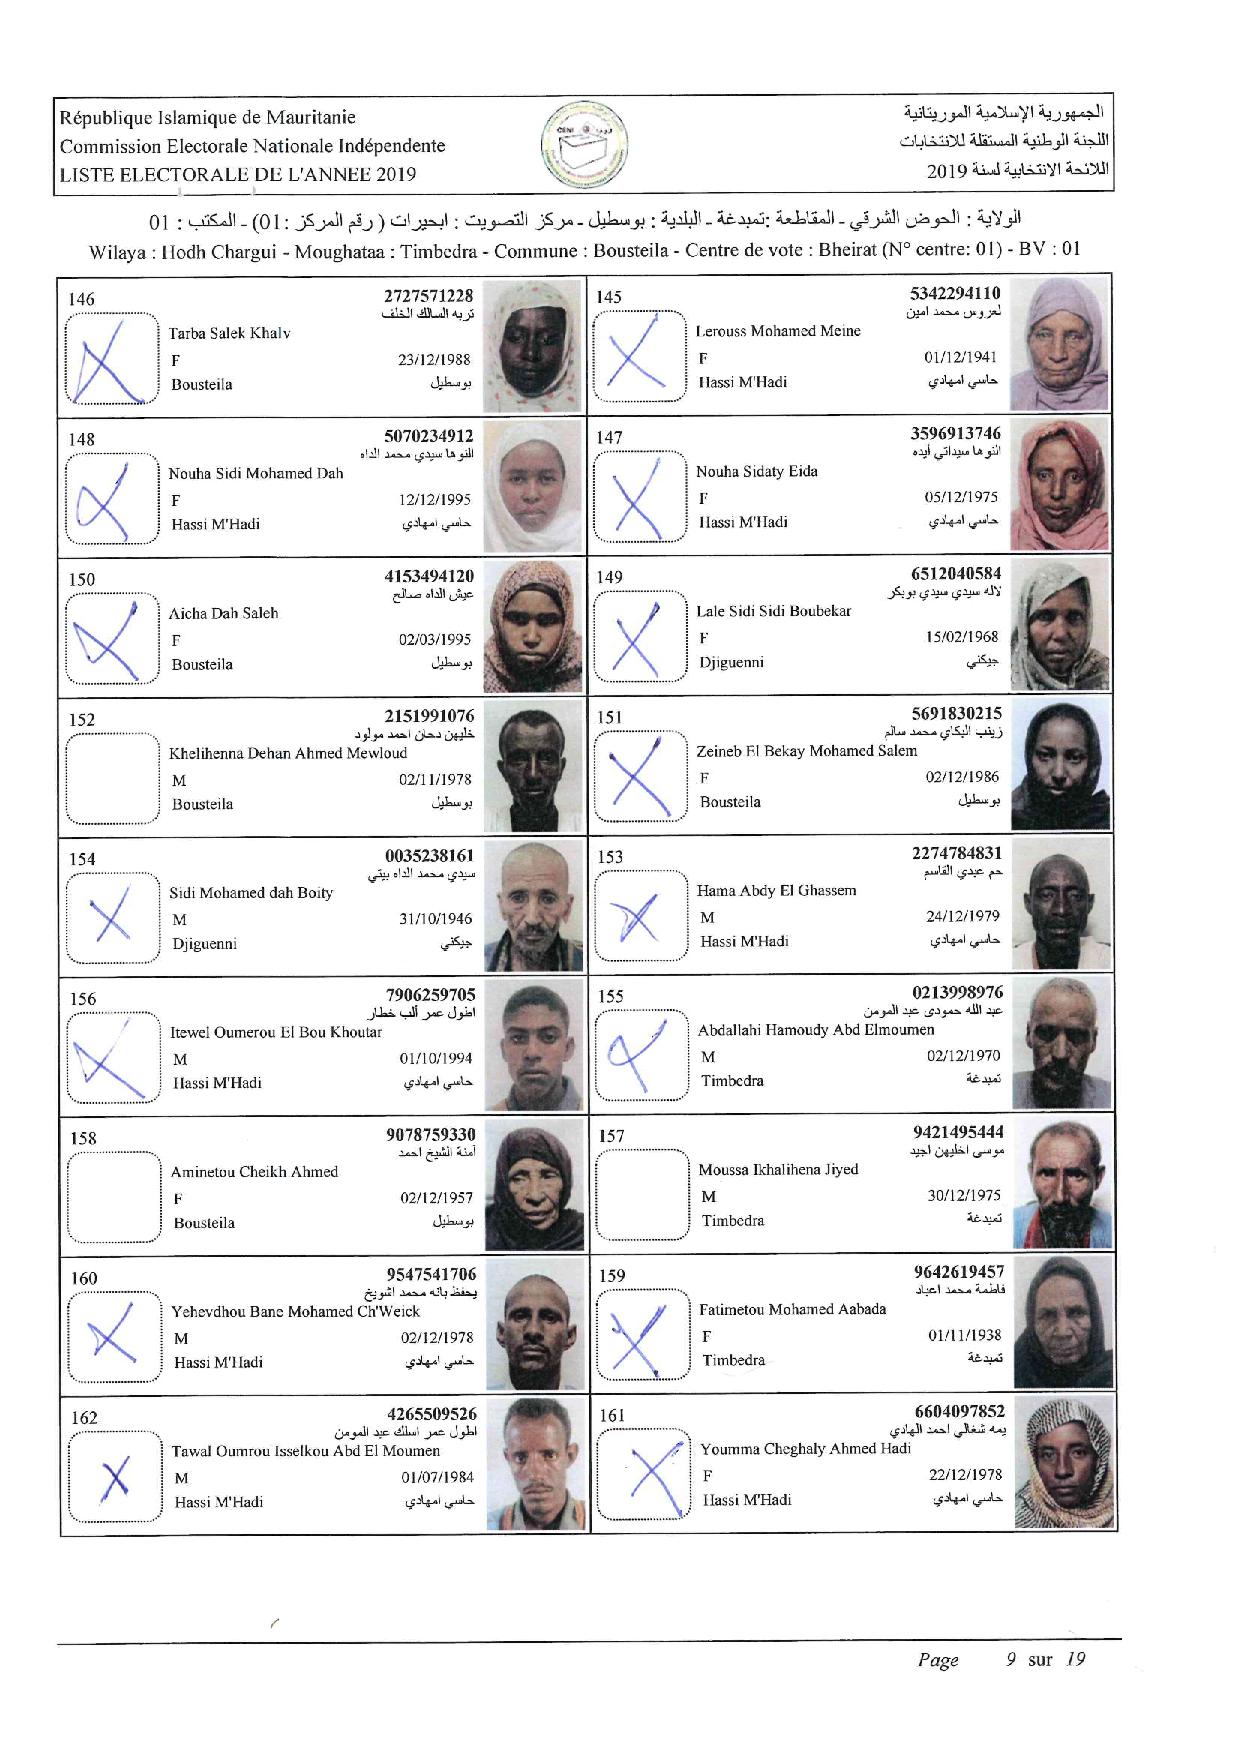 République Islamique de Mauritanie
Commission Electorale Nationale Indépendente
LISTE ELECTORALE DE L'ANNEE 2019
CENI
الجمهورية الإسلامية الموريتانية
اللجنة الوطنية المستقلة للانتخابات
اللائحة الانتخابية لسنة 2019
الولاية : الحوض الشرقي - المقاطعة :تمبدغة - البلدية : بوسطيل - مركز التصويت : ابحيرات ( رقم المركز :01) - المكتب : 01
Wilaya : Hodh Chargui - Moughataa : Timbedra - Commune : Bousteila - Centre de vote : Bheirat (N° centre: 01) - BV : 01
146 2727571228
تربه السالك الخلف
Tarba Salek Khalv
F 23/12/1988
Bousteila بوسطيل
145 5342294110
لعروس محمد امين
Lerouss Mohamed Meine
F 01/12/1941
Hassi M'Hadi حاسي امهادي
148 5070234912
النوها سيدي محمد الداه
Nouha Sidi Mohamed Dah
F 12/12/1995
Hassi M'Hadi حاسي امهادي
147 3596913746
النوها سيداتي أيده
Nouha Sidaty Eida
F 05/12/1975
Hassi M'Hadi حاسي امهادي
150 4153494120
عيش الداه صالح
Aicha Dah Saleh
F 02/03/1995
Bousteila بوسطيل
149 6512040584
لاله سيدي سيدي بوبكر
Lale Sidi Sidi Boubekar
F 15/02/1968
Djiguenni جيكني
152 2151991076
خليهن دحان احمد مولود
Khelihenna Dehan Ahmed Mewloud
M 02/11/1978
Bousteila بوسطيل
151 5691830215
زينب البكاي محمد سالم
Zeineb El Bekay Mohamed Salem
F 02/12/1986
Bousteila بوسطيل
154 0035238161
سيدي محمد الداه بيتي
Sidi Mohamed dah Boity
M 31/10/1946
Djiguenni جيكني
153 2274784831
حم عبدي القاسم
Hama Abdy El Ghassem
M 24/12/1979
Hassi M'Hadi حاسي امهادي
156 7906259705
اطول عمر ألب خطار
Itewel Oumerou El Bou Khoutar
M 01/10/1994
Hassi M'Hadi حاسي امهادي
155 0213998976
عبد الله حمودي عبد المومن
Abdallahi Hamoudy Abd Elmoumen
M 02/12/1970
Timbedra تمبدغة
158 9078759330
آمنة الشيخ احمد
Aminetou Cheikh Ahmed
F 02/12/1957
Bousteila بوسطيل
157 9421495444
موسى اخليهن اجيد
Moussa Ikhalihena Jiyed
M 30/12/1975
Timbedra تمبدغة
160 9547541706
يحفظ بانه محمد اشويخ
Yehevdhou Bane Mohamed Ch'Weick
M 02/12/1978
Hassi M'Hadi حاسي امهادي
159 9642619457
فاطمة محمد اعباد
Fatimetou Mohamed Aabada
F 01/11/1938
Timbedra تمبدغة
162 4265509526
اطول عمر اسلك عبد المومن
Tawal Oumrou Isselkou Abd El Moumen
M 01/07/1984
Hassi M'Hadi حاسي امهادي
161 6604097852
يمه شغالي احمد الهادي
Youmma Cheghaly Ahmed Hadi
F 22/12/1978
Hassi M'Hadi حاسي امهادي
Page 9 sur 19